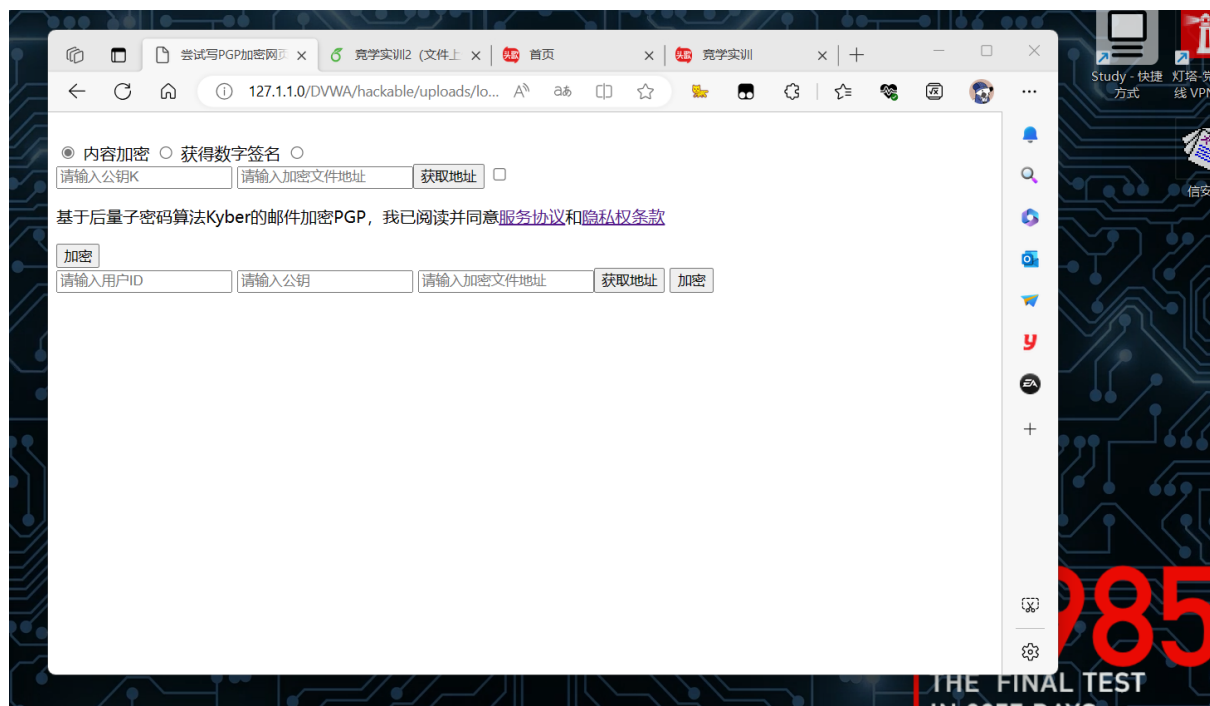 尝试写PGP加密网页
竞学实训2（文件上
首页
竞学实训
127.1.1.0/DVWA/hackable/uploads/lo...
内容加密 获得数字签名
请输入公钥K 请输入加密文件地址 获取地址
基于后量子密码算法Kyber的邮件加密PGP，我已阅读并同意服务协议和隐私权条款
加密
请输入用户ID 请输入公钥 请输入加密文件地址 获取地址 加密
Study - 快捷
方式
灯塔-党
线 VPN
信安
985
THE FINAL TEST